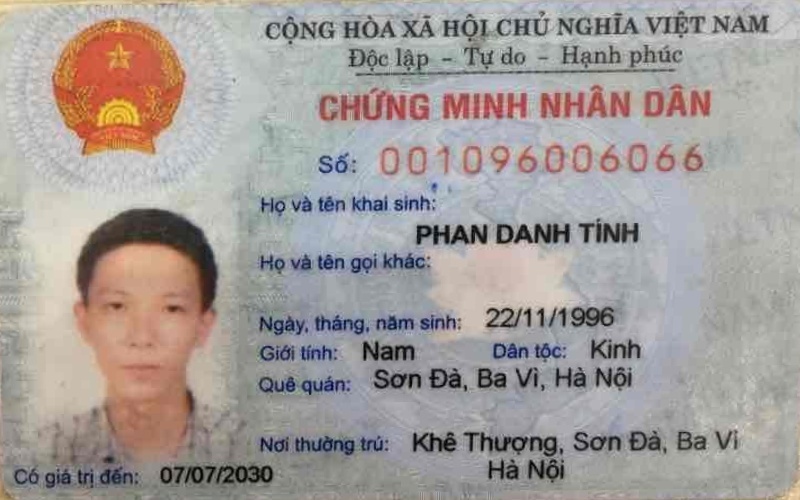 CỘNG HÒA XÃ HỘI CHỦ NGHĨA VIỆT NAM
Độc lập - Tự do - Hạnh phúc
CHỨNG MINH NHÂN DÂN
Số: 001096006066
Họ và tên khai sinh:
PHAN DANH TÍNH
Họ và tên gọi khác:
Ngày, tháng, năm sinh: 22/11/1996
Giới tính: Nam Dân tộc: Kinh
Quê quán: Sơn Đà, Ba Vì, Hà Nội
Nơi thường trú: Khê Thượng, Sơn Đà, Ba Vì
Hà Nội
Có giá trị đến: 07/07/2030